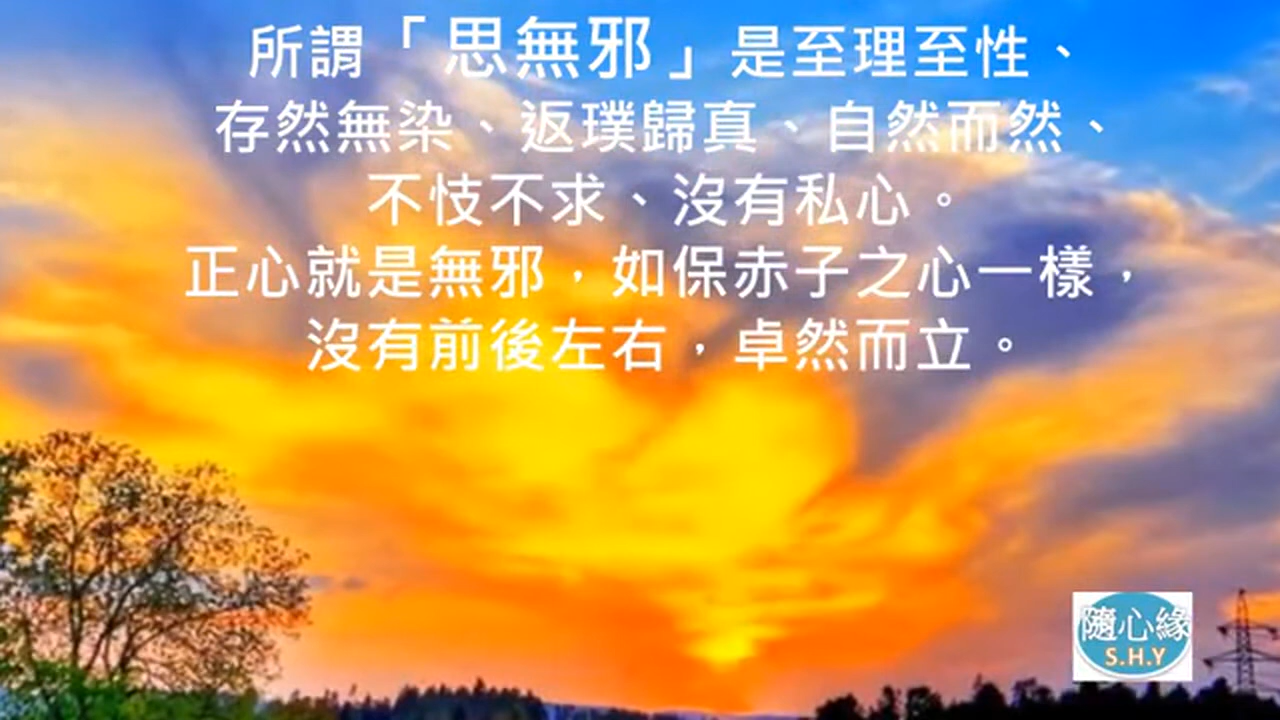 所謂「思無邪」是至理至性、
存然無染、返璞歸真、自然而然、
不忮不求、沒有私心。
正心就是無邪，如保赤子之心一樣，
沒有前後左右，卓然而立。
隨心緣
S.H.Y